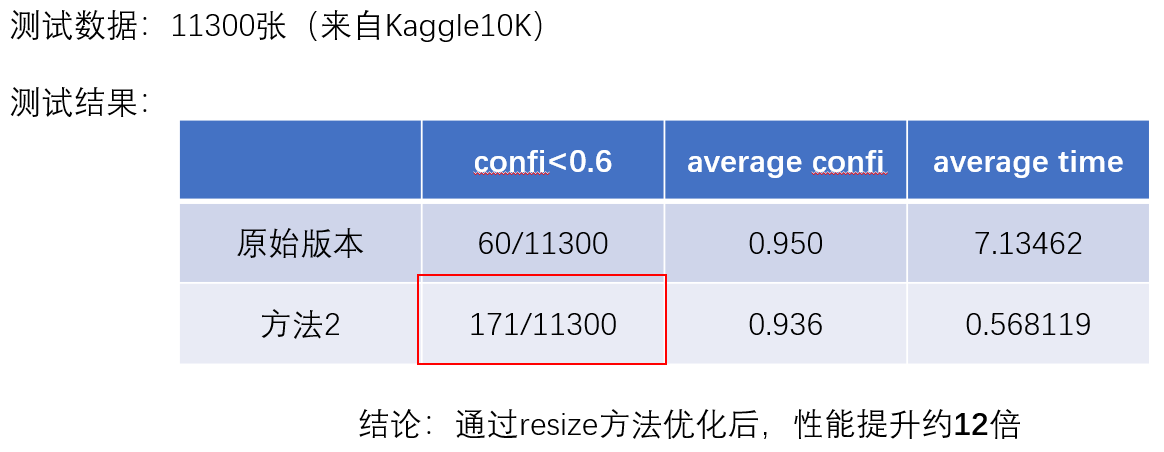 测试数据：11300张（来自Kaggle10K）
测试结果：
confi<0.6 average confi average time
原始版本 60/11300 0.950 7.13462
方法2 171/11300 0.936 0.568119
结论：通过resize方法优化后，性能提升约12倍